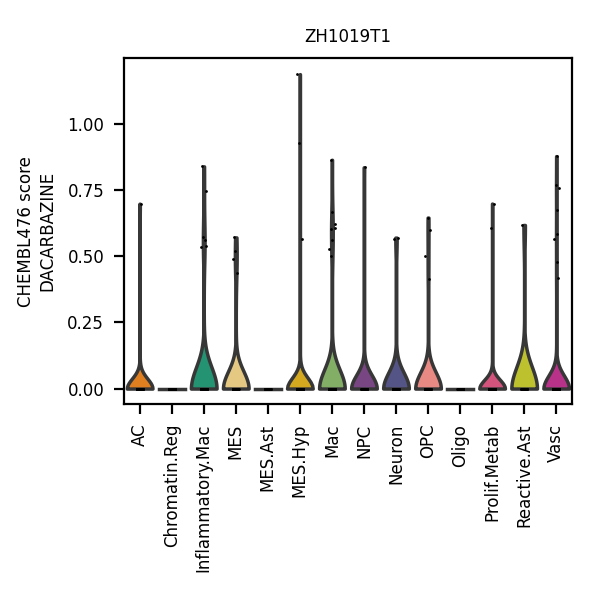 ZH1019T1
CHEMBL476 score
DACARBAZINE
1.00
0.75
0.50
0.25
0.00
AC
Chromatin.Reg
Inflammatory.Mac
MES
MES.Ast
MES.Hyp
Mac
NPC
Neuron
OPC
Oligo
Prolif.Metab
Reactive.Ast
Vasc